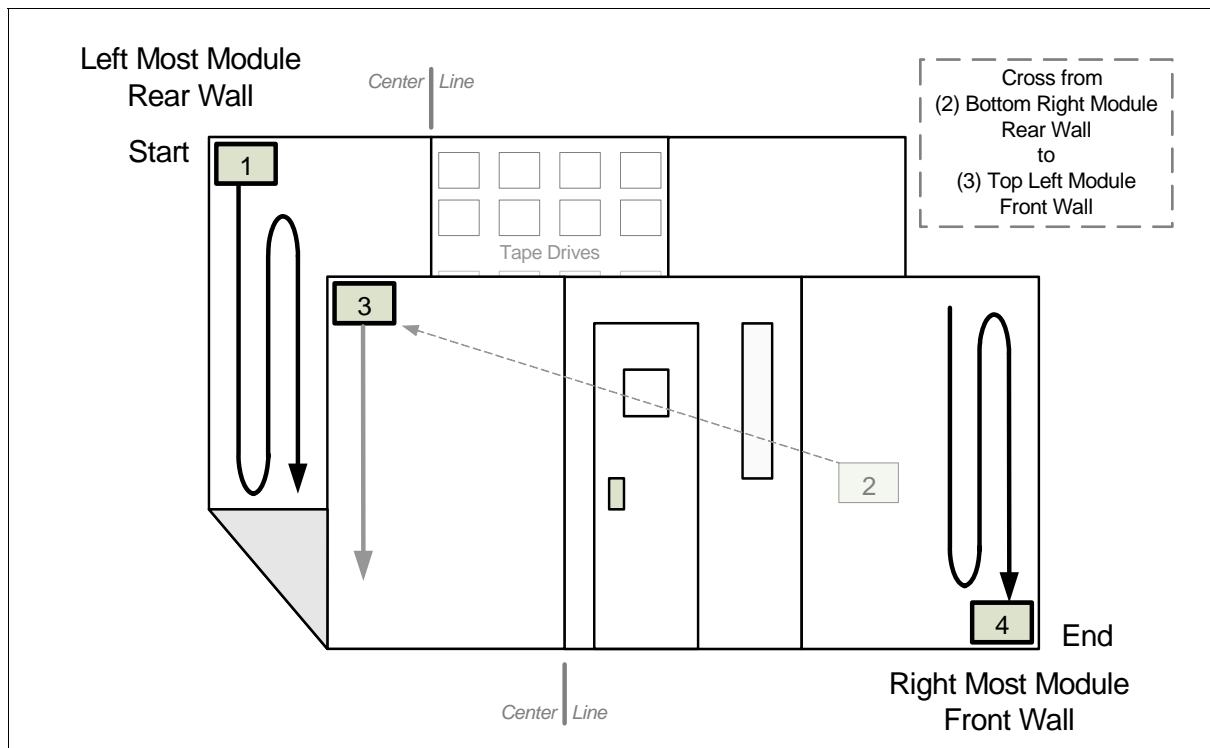 Left Most Module
Rear Wall
Center Line
Cross from
(2) Bottom Right Module
Rear Wall
to
(3) Top Left Module
Front Wall
Start
1
Tape Drives
3
2
4
End
Right Most Module
Front Wall
Center Line